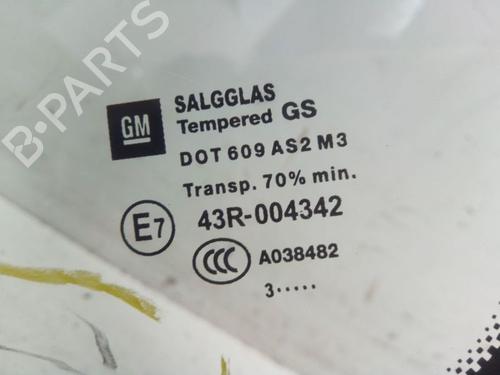 B-PARTS
GM
SALGGLAS
Tempered GS
DOT 609 AS2 M3
Transp. 70% min.
E7 43R-004342
CCC A038482
3·····